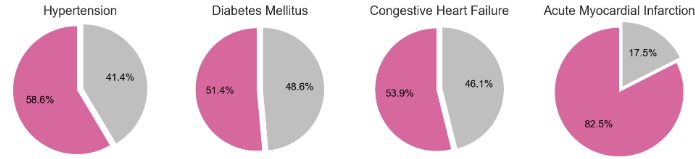 Hypertension
Diabetes Mellitus
Congestive Heart Failure
Acute Myocardial Infarction
58.6%
41.4%
51.4%
48.6%
53.9%
46.1%
82.5%
17.5%